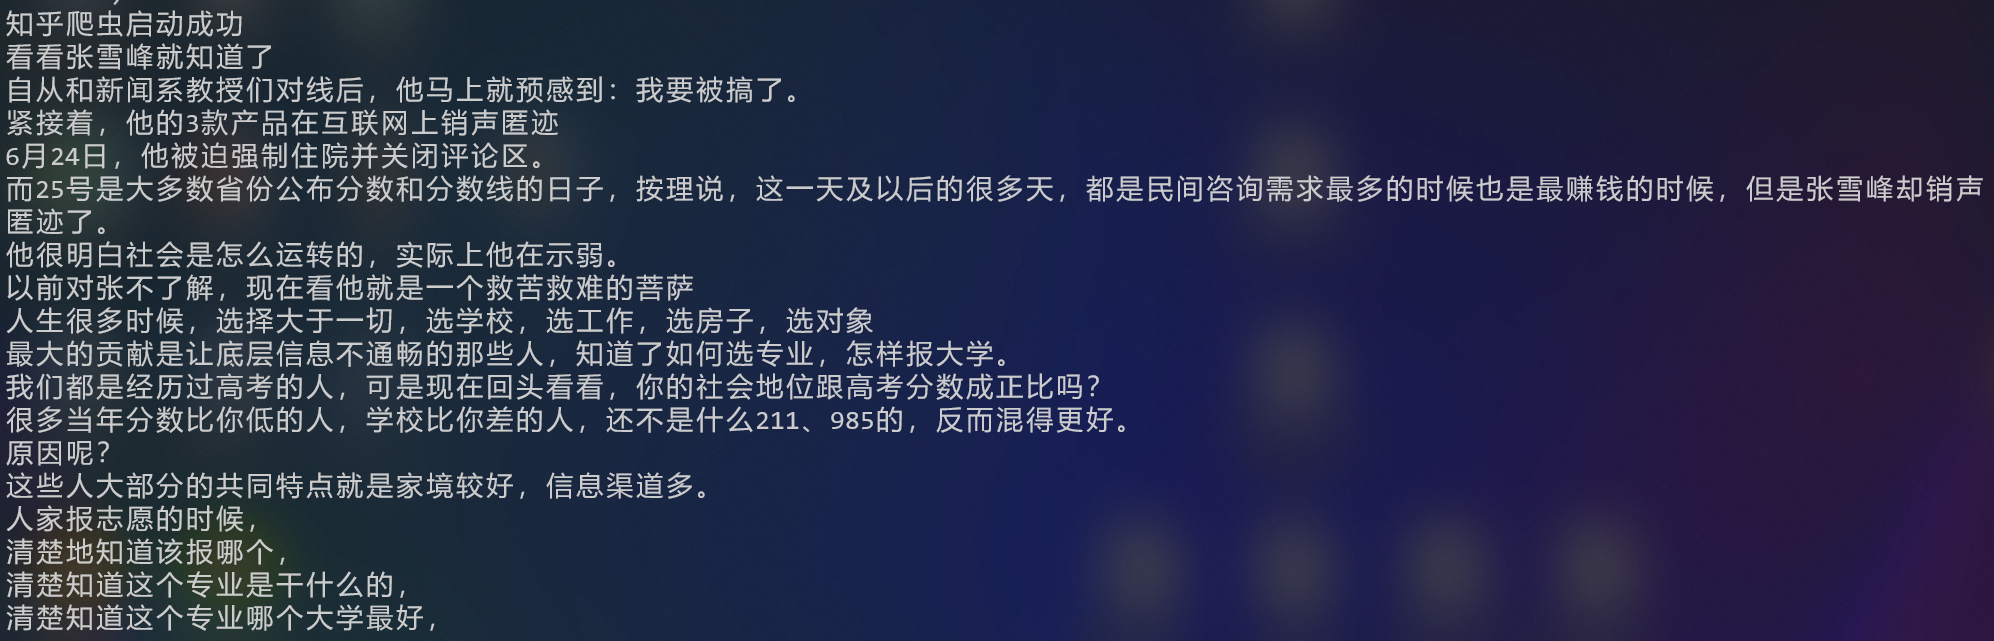 知乎爬虫启动成功
看看张雪峰就知道了
自从和新闻系教授们对线后，他马上就预感到：我要被搞了。
紧接着，他的3款产品在互联网上销声匿迹
6月24日，他被迫强制住院并关闭评论区。
而25号是大多数省份公布分数和分数线的日子，按理说，这一天及以后的很多天，都是民间咨询需求最多的时候也是最赚钱的时候，但是张雪峰却销声
匿迹了。
他很明白社会是怎么运转的，实际上他在示弱。
以前对张不了解，现在看他就是一个救苦救难的菩萨
人生很多时候，选择大于一切，选学校，选工作，选房子，选对象
最大的贡献是让底层信息不通畅的那些人，知道了如何选专业，怎样报大学。
我们都是经历过高考的人，可是现在回头看看，你的社会地位跟高考分数成正比吗？
很多当年分数比你低的人，学校比你差的人，还不是什么211、985的，反而混得更好。
原因呢？
这些人大部分的共同特点就是家境较好，信息渠道多。
人家报志愿的时候，
清楚地知道该报哪个，
清楚知道这个专业是干什么的，
清楚知道这个专业哪个大学最好，